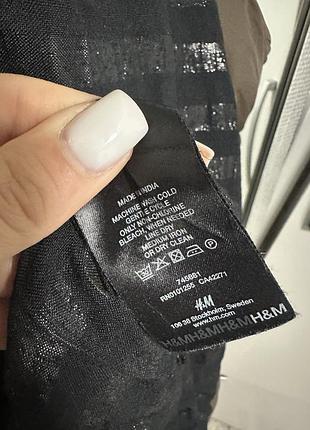 MADE IN INDIA
MACHINE WASH COLD
GENTLE CYCLE
ONLY NON-CHLORINE
BLEACH, WHEN NEEDED
LINE DRY
MEDIUM IRON
OR DRY CLEAN
745681
RN0101255 CA42271
H&M
106 38 Stockholm, Sweden
www.hm.com
H&MH&MH&MH&MH&M